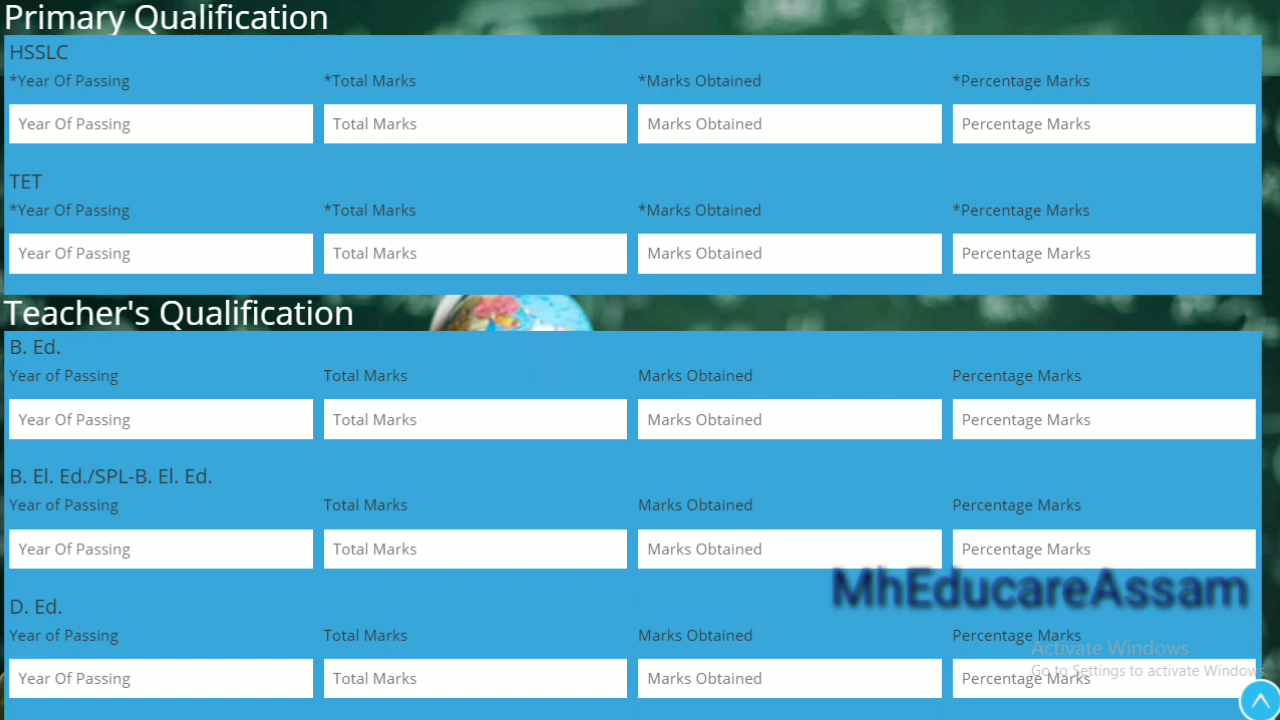 Primary Qualification
HSSLC
*Year Of Passing *Total Marks *Marks Obtained *Percentage Marks
Year Of Passing Total Marks Marks Obtained Percentage Marks
TET
*Year Of Passing *Total Marks *Marks Obtained *Percentage Marks
Year Of Passing Total Marks Marks Obtained Percentage Marks
Teacher's Qualification
B. Ed.
Year of Passing Total Marks Marks Obtained Percentage Marks
Year Of Passing Total Marks Marks Obtained Percentage Marks
B. El. Ed./SPL-B. El. Ed.
Year of Passing Total Marks Marks Obtained Percentage Marks
Year Of Passing Total Marks Marks Obtained Percentage Marks
MhEducareAssam
D. Ed.
Year of Passing Total Marks Marks Obtained Percentage Marks
Activate Windows
Go to Settings to activate Windows.
Year Of Passing Total Marks Marks Obtained Percentage Marks